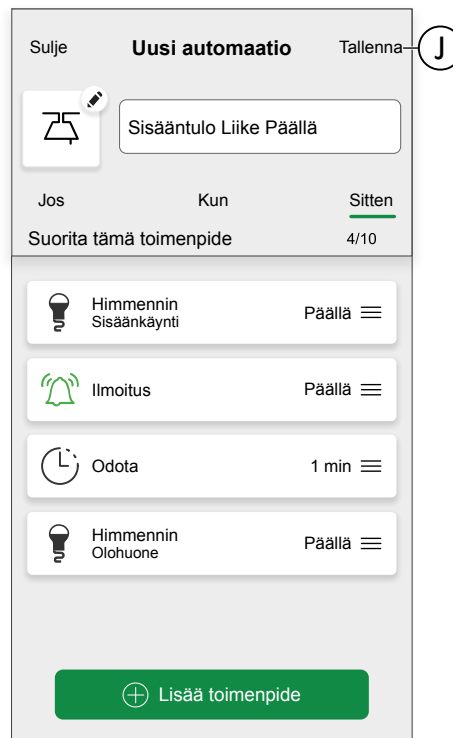 Sulje Uusi automaatio Tallenna J
Sisääntulo Liike Päällä
Jos Kun Sitten
Suorita tämä toimenpide 4/10
Himmennin
Sisäänkäynti
Päällä
Ilmoitus Päällä
Odota 1 min
Himmennin
Olohuone
Päällä
Lisää toimenpide